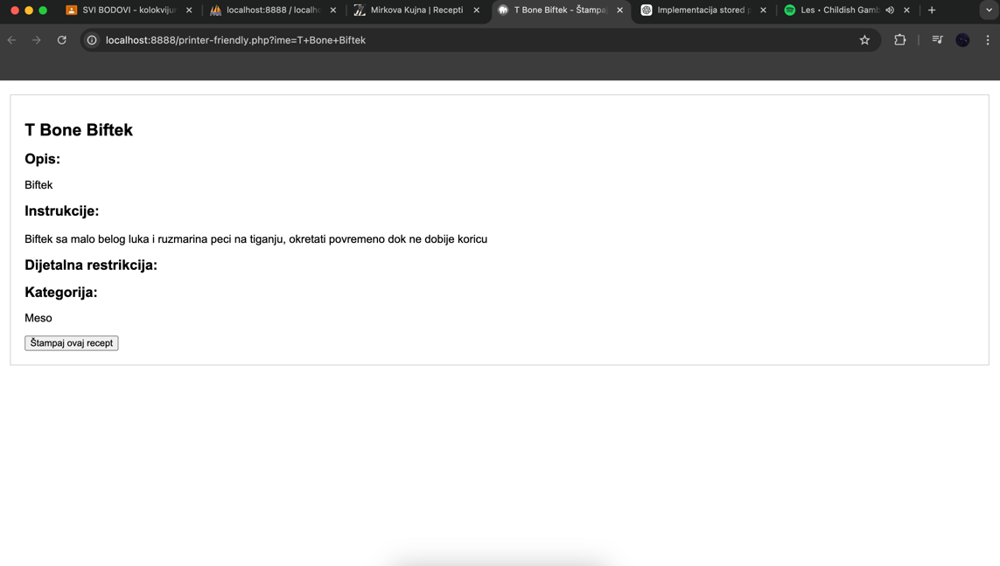 SVI BODOVI - kolokvijur
localhost:8888 / localho
Mirkova Kujna | Recepti
T Bone Biftek - Štampa
Implementacija stored p
Les • Childish Gamb
localhost:8888/printer-friendly.php?ime=T+Bone+Biftek
T Bone Biftek
Opis:
Biftek
Instrukcije:
Biftek sa malo belog luka i ruzmarina peci na tiganju, okretati povremeno dok ne dobije koricu
Dijetalna restrikcija:
Kategorija:
Meso
Štampaj ovaj recept